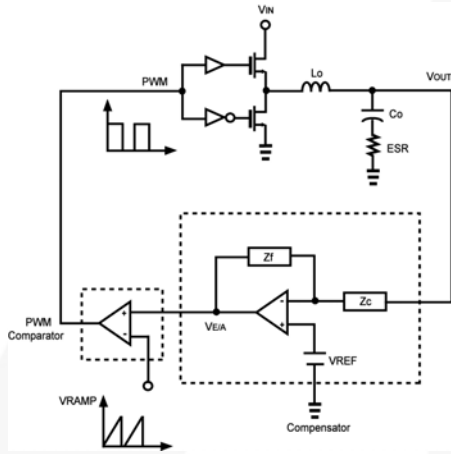 VIN
PWM
Lo
VOUT
Co
ESR
Zf
-
+
Zc
VE/A
VREF
Compensator
+
-
PWM
Comparator
VRAMP